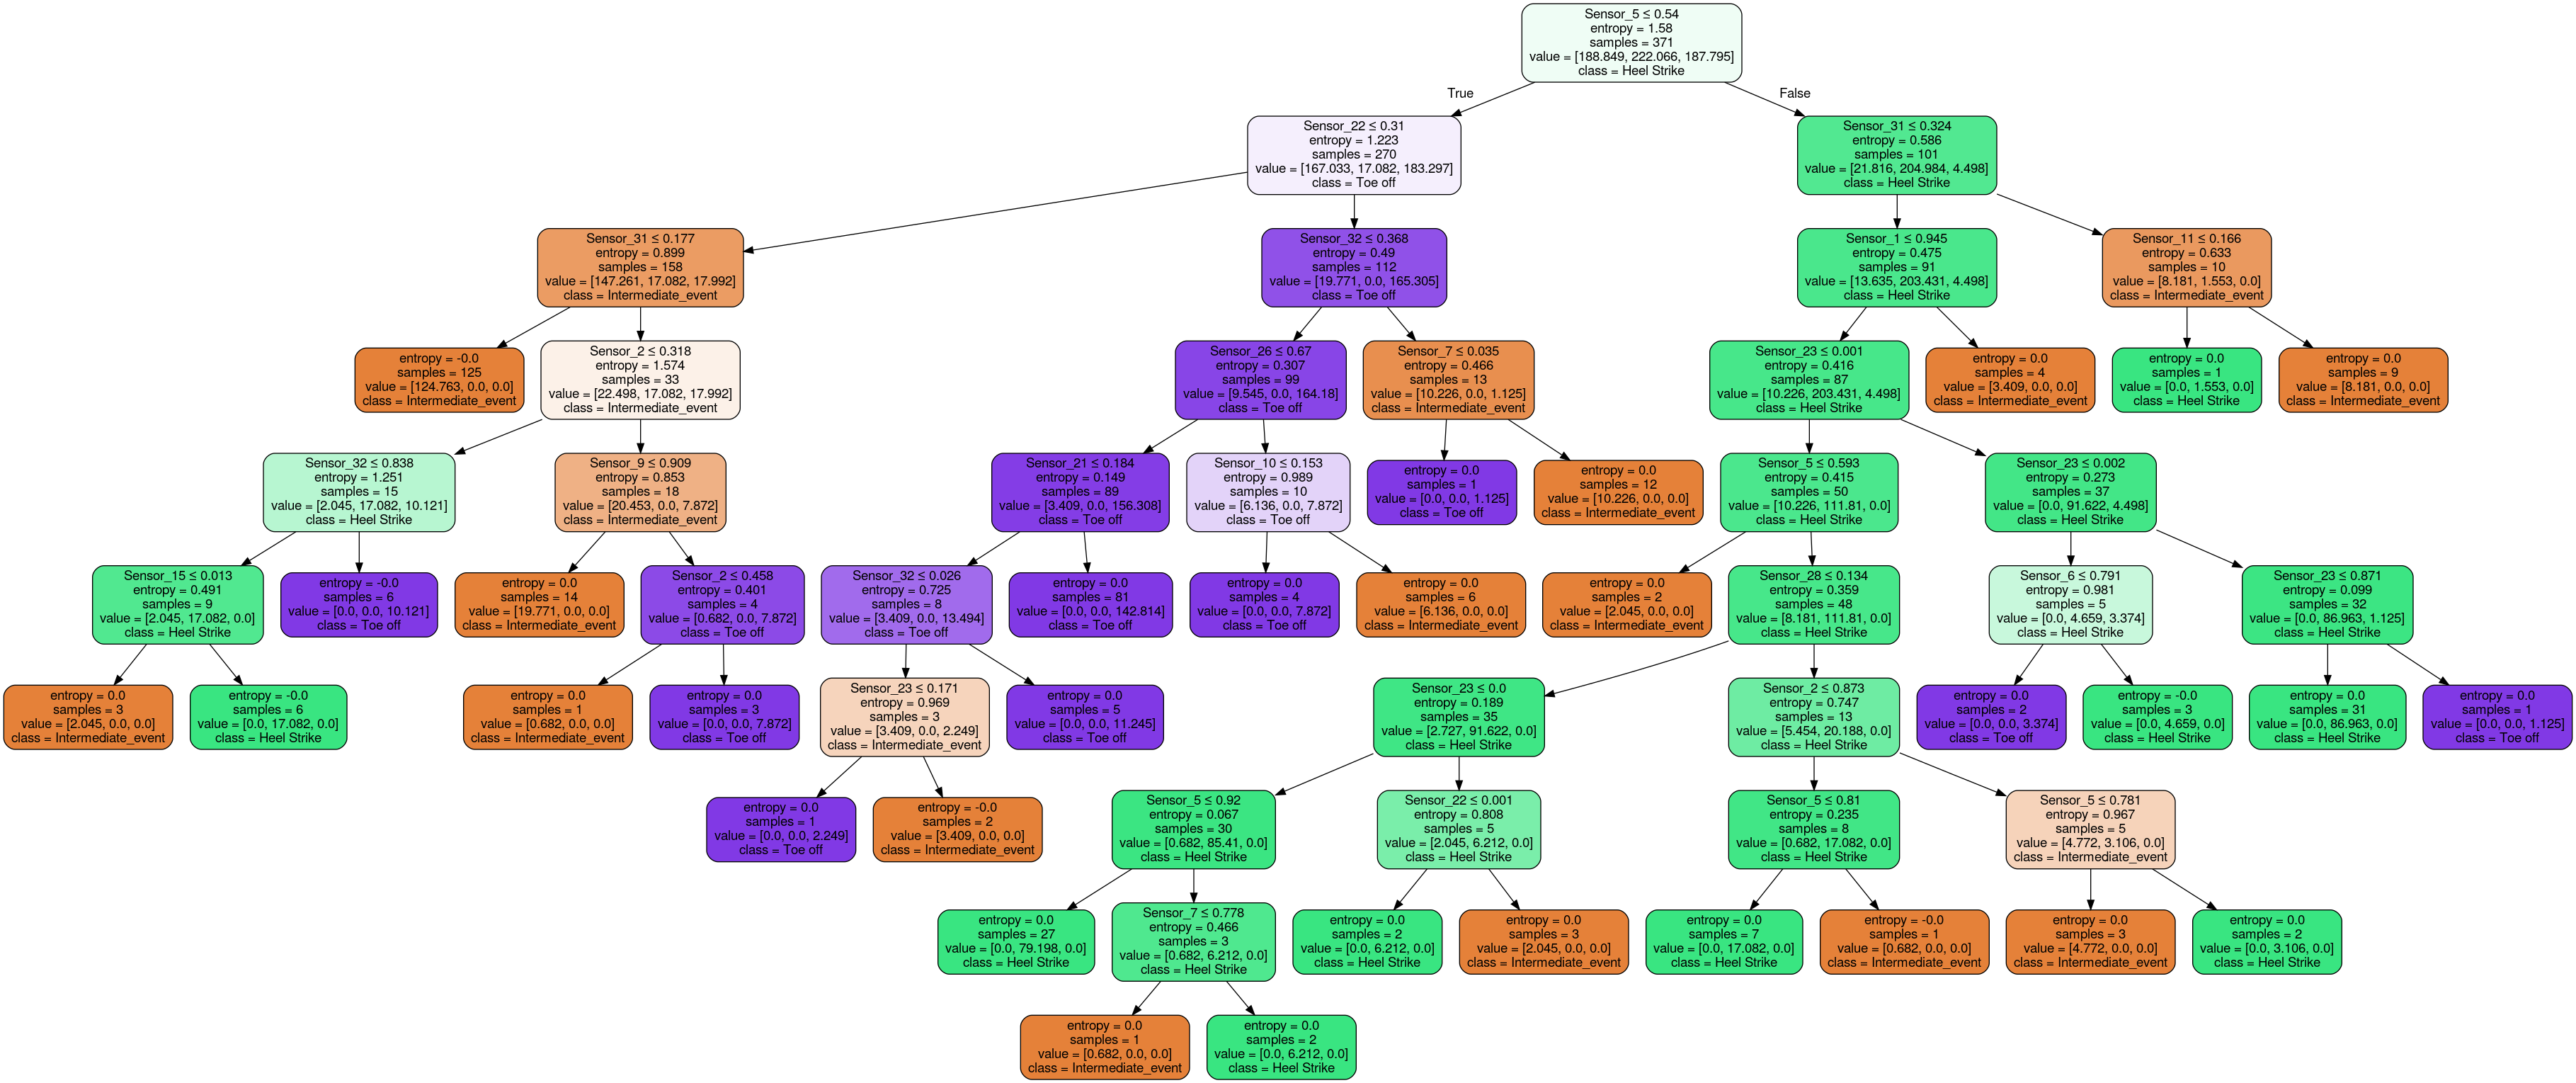 Sensor_5 ≤ 0.54
entropy = 1.58
samples = 371
value = [188.849, 222.066, 187.795]
class = Heel Strike
True
False
Sensor_22 ≤ 0.31
entropy = 1.223
samples = 270
value = [167.033, 17.082, 183.297]
class = Toe off
Sensor_31 ≤ 0.324
entropy = 0.586
samples = 101
value = [21.816, 204.984, 4.498]
class = Heel Strike
Sensor_31 ≤ 0.177
entropy = 0.899
samples = 158
value = [147.261, 17.082, 17.992]
class = Intermediate_event
Sensor_32 ≤ 0.368
entropy = 0.49
samples = 112
value = [19.771, 0.0, 165.305]
class = Toe off
Sensor_1 ≤ 0.945
entropy = 0.475
samples = 91
value = [13.635, 203.431, 4.498]
class = Heel Strike
Sensor_11 ≤ 0.166
entropy = 0.633
samples = 10
value = [8.181, 1.553, 0.0]
class = Intermediate_event
entropy = -0.0
samples = 125
value = [124.763, 0.0, 0.0]
class = Intermediate_event
Sensor_2 ≤ 0.318
entropy = 1.574
samples = 33
value = [22.498, 17.082, 17.992]
class = Intermediate_event
Sensor_26 ≤ 0.67
entropy = 0.307
samples = 99
value = [9.545, 0.0, 164.18]
class = Toe off
Sensor_7 ≤ 0.035
entropy = 0.466
samples = 13
value = [10.226, 0.0, 1.125]
class = Intermediate_event
Sensor_23 ≤ 0.001
entropy = 0.416
samples = 87
value = [10.226, 203.431, 4.498]
class = Heel Strike
entropy = 0.0
samples = 4
value = [3.409, 0.0, 0.0]
class = Intermediate_event
entropy = 0.0
samples = 1
value = [0.0, 1.553, 0.0]
class = Heel Strike
entropy = 0.0
samples = 9
value = [8.181, 0.0, 0.0]
class = Intermediate_event
Sensor_32 ≤ 0.838
entropy = 1.251
samples = 15
value = [2.045, 17.082, 10.121]
class = Heel Strike
Sensor_9 ≤ 0.909
entropy = 0.853
samples = 18
value = [20.453, 0.0, 7.872]
class = Intermediate_event
Sensor_21 ≤ 0.184
entropy = 0.149
samples = 89
value = [3.409, 0.0, 156.308]
class = Toe off
Sensor_10 ≤ 0.153
entropy = 0.989
samples = 10
value = [6.136, 0.0, 7.872]
class = Toe off
entropy = 0.0
samples = 1
value = [0.0, 0.0, 1.125]
class = Toe off
entropy = 0.0
samples = 12
value = [10.226, 0.0, 0.0]
class = Intermediate_event
Sensor_5 ≤ 0.593
entropy = 0.415
samples = 50
value = [10.226, 111.81, 0.0]
class = Heel Strike
Sensor_23 ≤ 0.002
entropy = 0.273
samples = 37
value = [0.0, 91.622, 4.498]
class = Heel Strike
Sensor_15 ≤ 0.013
entropy = 0.491
samples = 9
value = [2.045, 17.082, 0.0]
class = Heel Strike
entropy = -0.0
samples = 6
value = [0.0, 0.0, 10.121]
class = Toe off
entropy = 0.0
samples = 14
value = [19.771, 0.0, 0.0]
class = Intermediate_event
Sensor_2 ≤ 0.458
entropy = 0.401
samples = 4
value = [0.682, 0.0, 7.872]
class = Toe off
Sensor_32 ≤ 0.026
entropy = 0.725
samples = 8
value = [3.409, 0.0, 13.494]
class = Toe off
entropy = 0.0
samples = 81
value = [0.0, 0.0, 142.814]
class = Toe off
entropy = 0.0
samples = 4
value = [0.0, 0.0, 7.872]
class = Toe off
entropy = 0.0
samples = 6
value = [6.136, 0.0, 0.0]
class = Intermediate_event
entropy = 0.0
samples = 2
value = [2.045, 0.0, 0.0]
class = Intermediate_event
Sensor_28 ≤ 0.134
entropy = 0.359
samples = 48
value = [8.181, 111.81, 0.0]
class = Heel Strike
Sensor_6 ≤ 0.791
entropy = 0.981
samples = 5
value = [0.0, 4.659, 3.374]
class = Heel Strike
Sensor_23 ≤ 0.871
entropy = 0.099
samples = 32
value = [0.0, 86.963, 1.125]
class = Heel Strike
entropy = 0.0
samples = 3
value = [2.045, 0.0, 0.0]
class = Intermediate_event
entropy = -0.0
samples = 6
value = [0.0, 17.082, 0.0]
class = Heel Strike
entropy = 0.0
samples = 1
value = [0.682, 0.0, 0.0]
class = Intermediate_event
entropy = 0.0
samples = 3
value = [0.0, 0.0, 7.872]
class = Toe off
Sensor_23 ≤ 0.171
entropy = 0.969
samples = 3
value = [3.409, 0.0, 2.249]
class = Intermediate_event
entropy = 0.0
samples = 5
value = [0.0, 0.0, 11.245]
class = Toe off
Sensor_23 ≤ 0.0
entropy = 0.189
samples = 35
value = [2.727, 91.622, 0.0]
class = Heel Strike
Sensor_2 ≤ 0.873
entropy = 0.747
samples = 13
value = [5.454, 20.188, 0.0]
class = Heel Strike
entropy = 0.0
samples = 2
value = [0.0, 0.0, 3.374]
class = Toe off
entropy = -0.0
samples = 3
value = [0.0, 4.659, 0.0]
class = Heel Strike
entropy = 0.0
samples = 31
value = [0.0, 86.963, 0.0]
class = Heel Strike
entropy = 0.0
samples = 1
value = [0.0, 0.0, 1.125]
class = Toe off
entropy = 0.0
samples = 1
value = [0.0, 0.0, 2.249]
class = Toe off
entropy = -0.0
samples = 2
value = [3.409, 0.0, 0.0]
class = Intermediate_event
Sensor_5 ≤ 0.92
entropy = 0.067
samples = 30
value = [0.682, 85.41, 0.0]
class = Heel Strike
Sensor_22 ≤ 0.001
entropy = 0.808
samples = 5
value = [2.045, 6.212, 0.0]
class = Heel Strike
Sensor_5 ≤ 0.81
entropy = 0.235
samples = 8
value = [0.682, 17.082, 0.0]
class = Heel Strike
Sensor_5 ≤ 0.781
entropy = 0.967
samples = 5
value = [4.772, 3.106, 0.0]
class = Intermediate_event
entropy = 0.0
samples = 27
value = [0.0, 79.198, 0.0]
class = Heel Strike
Sensor_7 ≤ 0.778
entropy = 0.466
samples = 3
value = [0.682, 6.212, 0.0]
class = Heel Strike
entropy = 0.0
samples = 2
value = [0.0, 6.212, 0.0]
class = Heel Strike
entropy = 0.0
samples = 3
value = [2.045, 0.0, 0.0]
class = Intermediate_event
entropy = 0.0
samples = 7
value = [0.0, 17.082, 0.0]
class = Heel Strike
entropy = -0.0
samples = 1
value = [0.682, 0.0, 0.0]
class = Intermediate_event
entropy = 0.0
samples = 3
value = [4.772, 0.0, 0.0]
class = Intermediate_event
entropy = 0.0
samples = 2
value = [0.0, 3.106, 0.0]
class = Heel Strike
entropy = 0.0
samples = 1
value = [0.682, 0.0, 0.0]
class = Intermediate_event
entropy = 0.0
samples = 2
value = [0.0, 6.212, 0.0]
class = Heel Strike